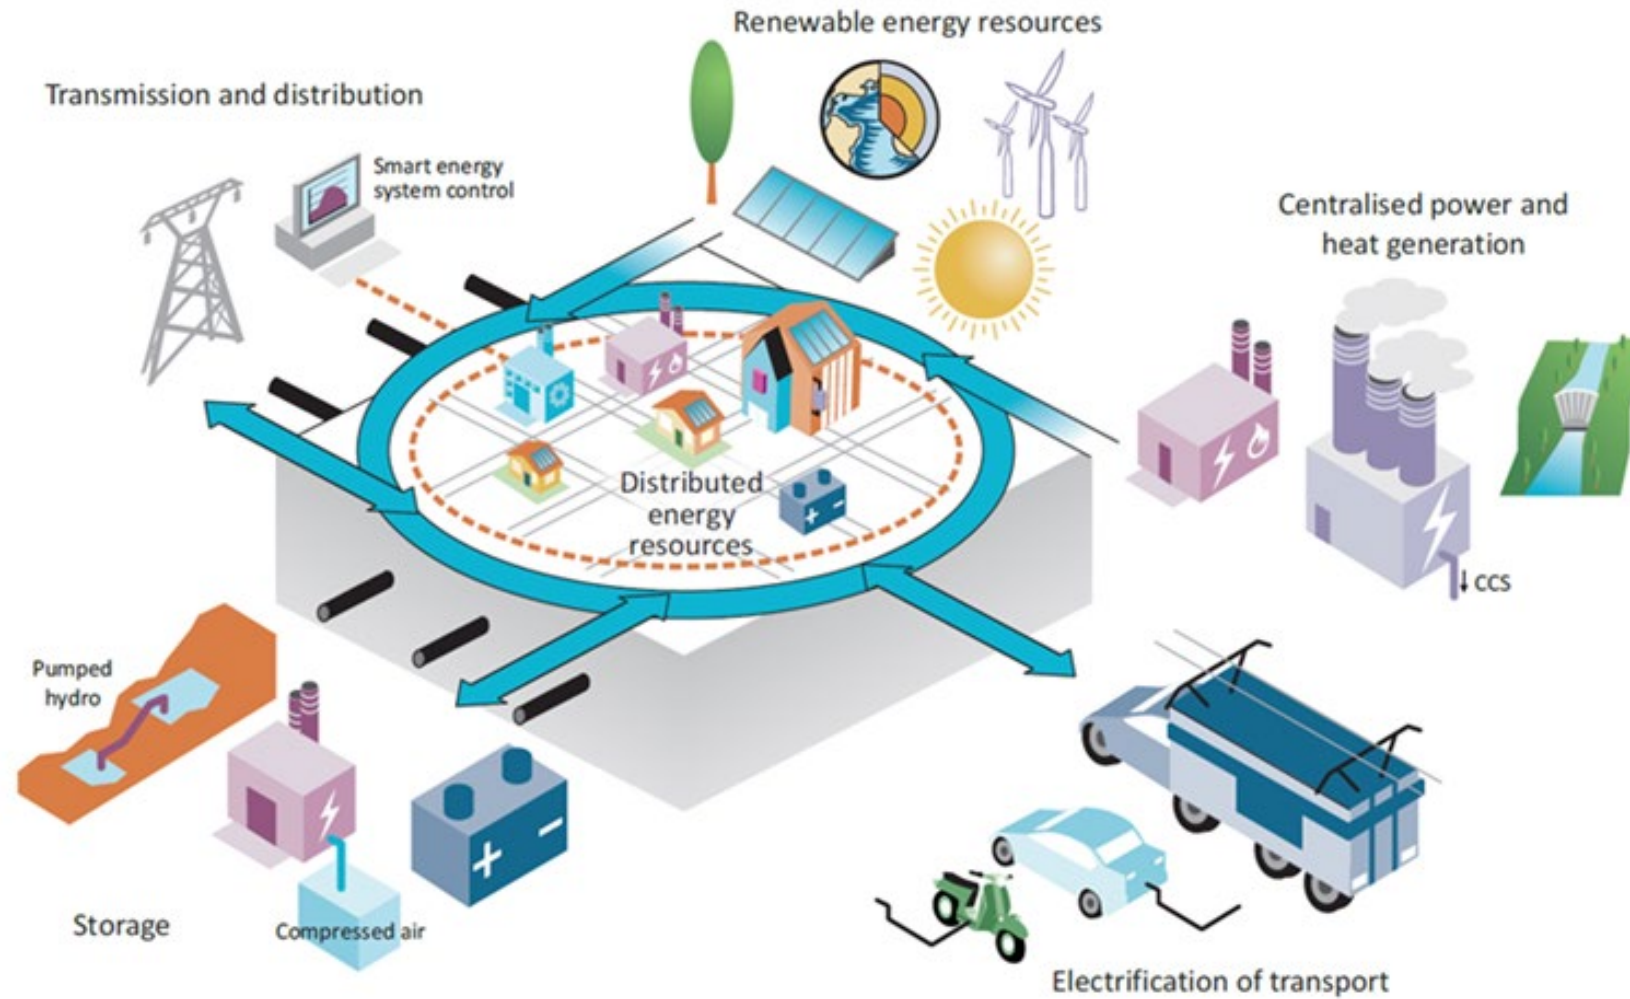 Renewable energy resources
Transmission and distribution
Smart energy
system control
Centralised power and
heat generation
Distributed
energy
resources
CCS
Pumped
hydro
Storage
Compressed air
Electrification of transport